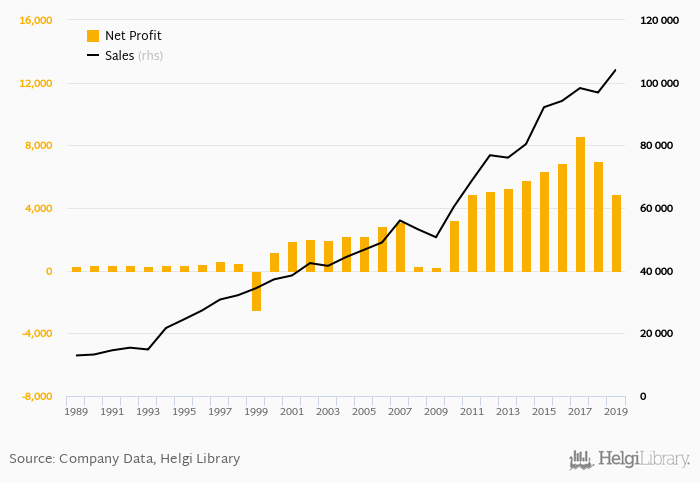 16,000
120 000
Net Profit
Sales (rhs)
12,000
100 000
8,000
80 000
4,000
60 000
0
40 000
-4,000
20 000
-8,000
0
1989 1991 1993 1995 1997 1999 2001 2003 2005 2007 2009 2011 2013 2015 2017 2019
Source: Company Data, Helgi Library
HelgiLibrary.